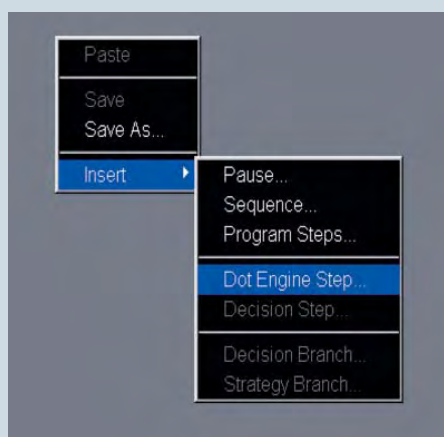 Paste
Save
Save As...
Insert
Pause...
Sequence...
Program Steps...
Dot Engine Step...
Decision Step...
Decision Branch...
Strategy Branch...